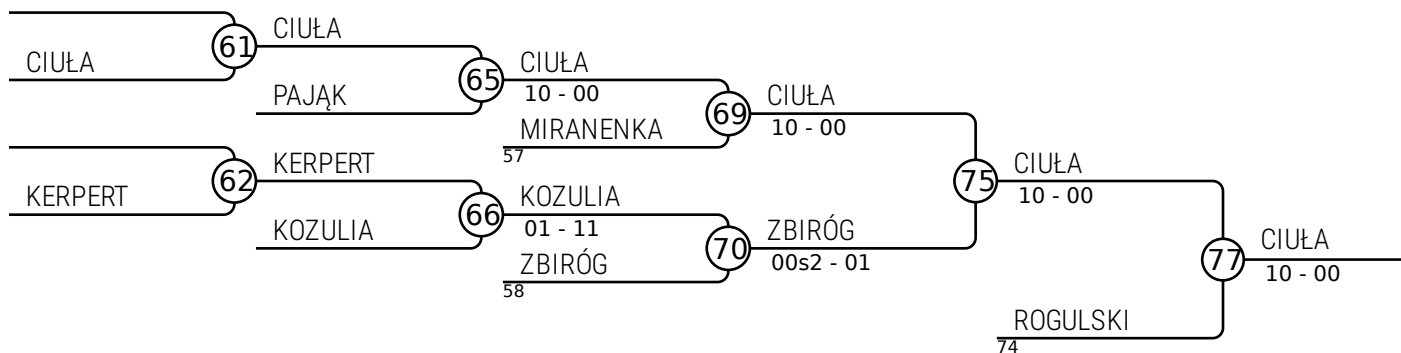 CIUŁA
61
CIUŁA
PAJĄK
65
CIUŁA
10 - 00
MIRANENKA
57
69
CIUŁA
10 - 00
KERPERT
62
KERPERT
KOZULIA
66
KOZULIA
01 - 11
ZBIRÓG
58
70
ZBIRÓG
00s2 - 01
75
CIUŁA
10 - 00
ROGULSKI
74
77
CIUŁA
10 - 00